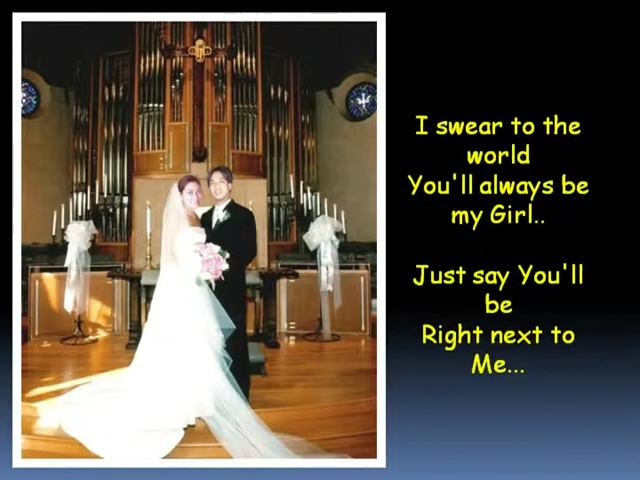 I swear to the
world
You'll always be
my Girl..
Just say You'll
be
Right next to
Me...